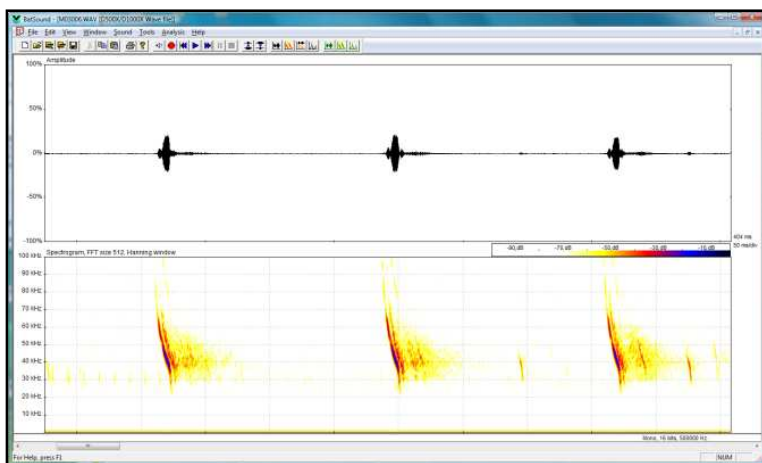 BatSound - [M03006.WAV [D500X/D1000X Wave file]]
File Edit View Window Sound Tools Analysis Help
Amplitude
100%
50%
0%
-50%
-100%
404 ms
50 ms/div
Spectrogram, FFT size 512, Hanning window
-90 dB -70 dB -50 dB -30 dB -10 dB
100 kHz
90 kHz
80 kHz
70 kHz
60 kHz
50 kHz
40 kHz
30 kHz
20 kHz
10 kHz
Mono, 16 bits, 500000 Hz
For Help, press F1
NUM